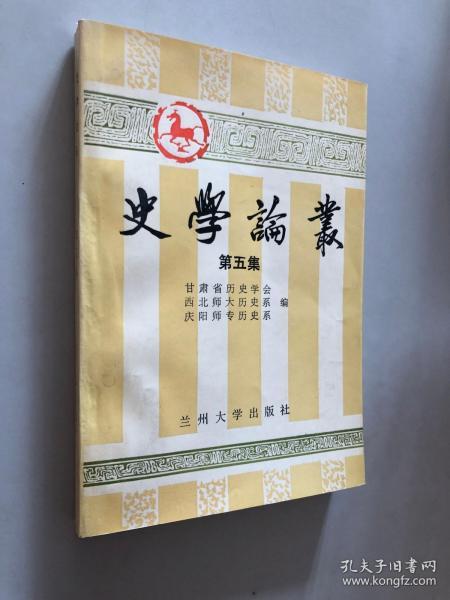 史學論叢
第五集
甘肃省历史学会
西北师大历史系 编
庆阳师专历史系
兰州大学出版社
孔夫子旧书网
www.kongfz.com